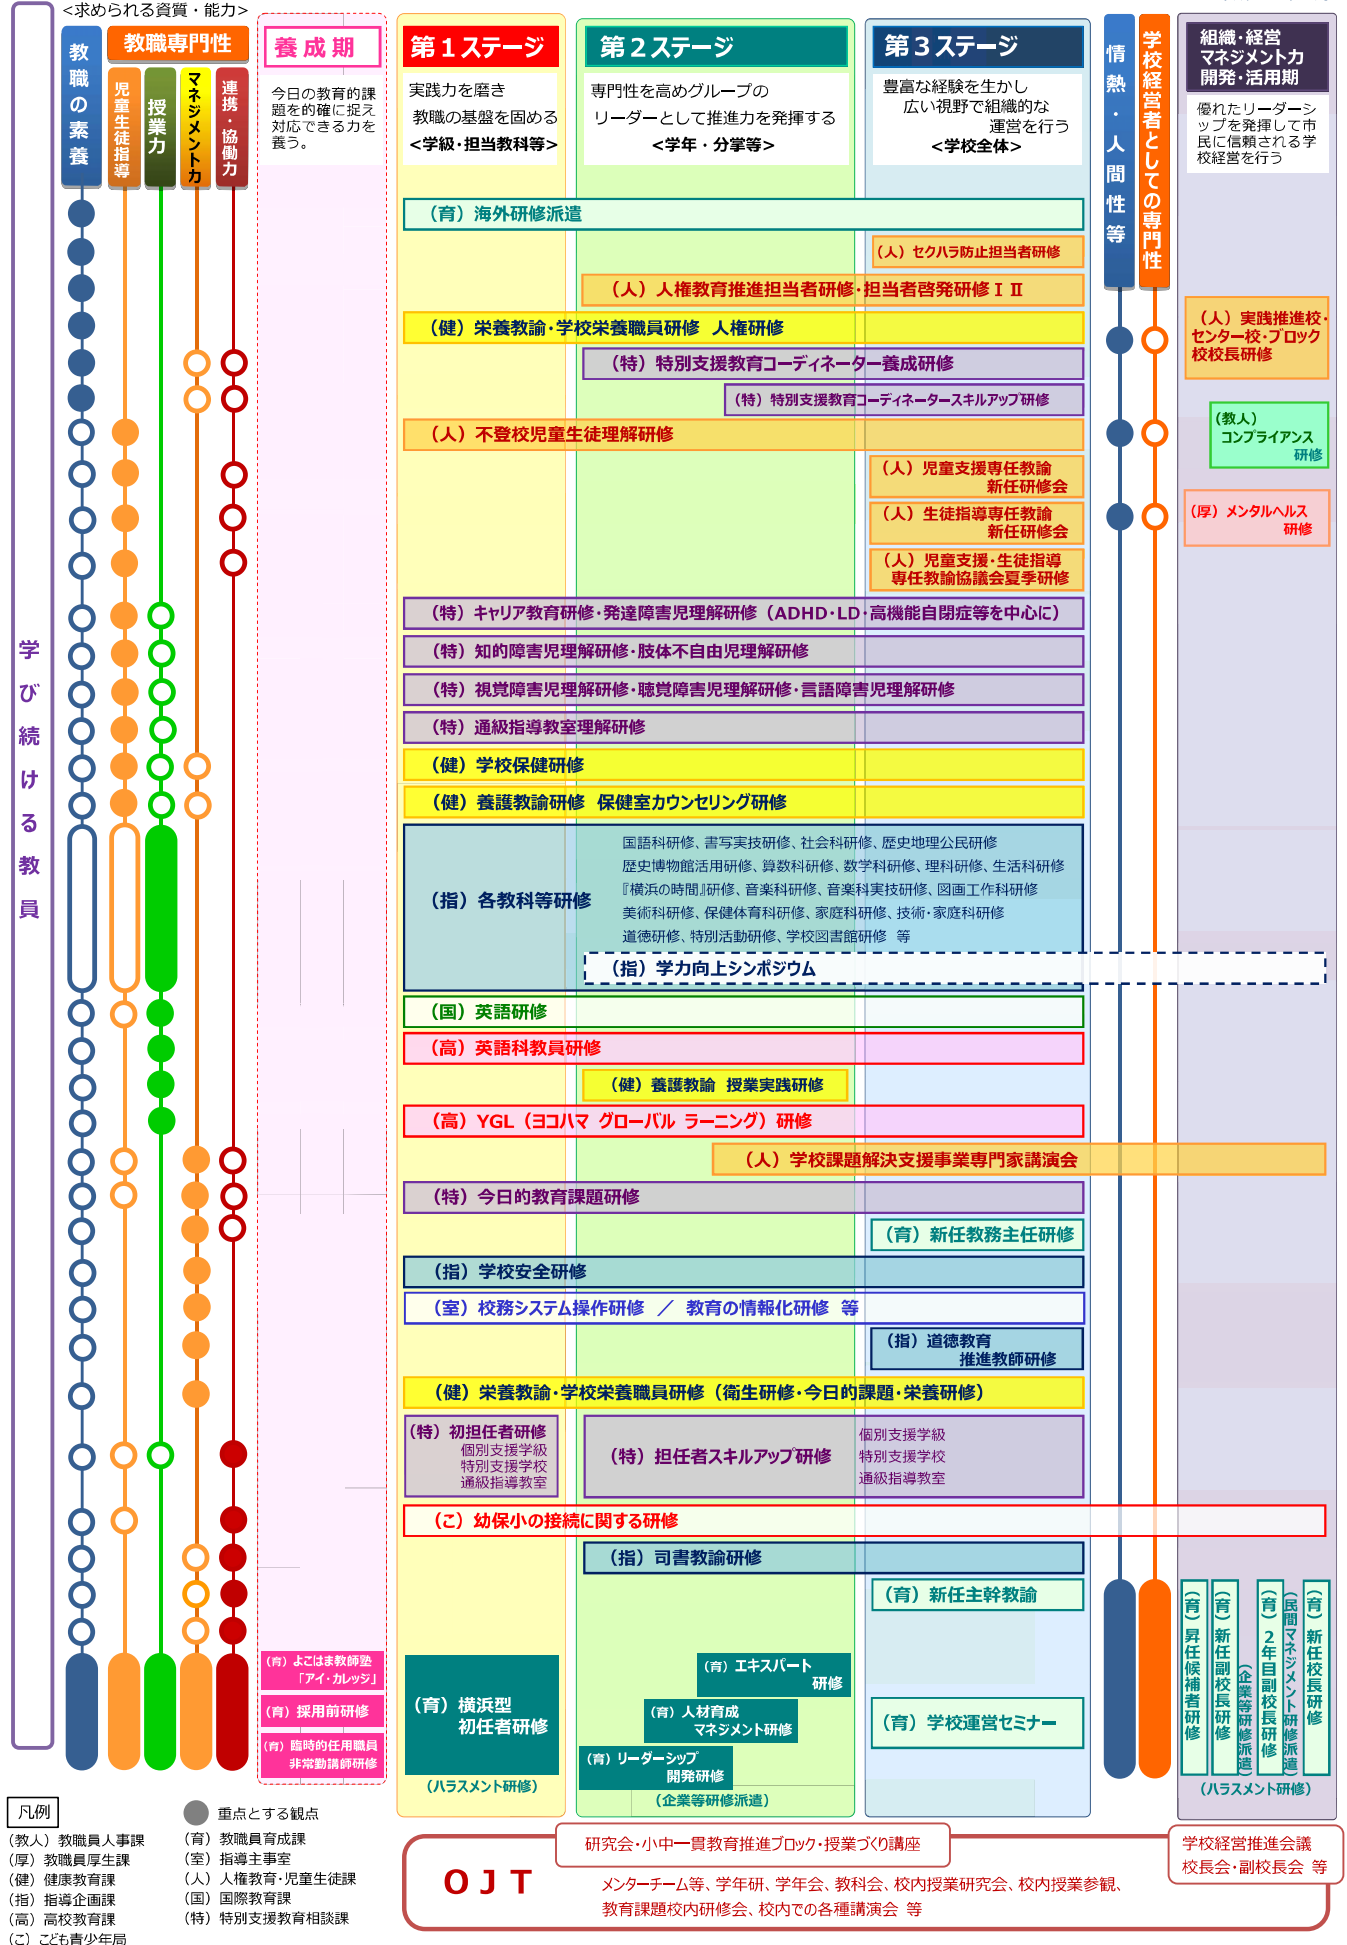 <求められる資質・能力>
学び続ける教員
教職の素養
教職専門性
児童生徒指導
授業力
マネジメント力
連携・協働力
養成期
今日の教育的課
題を的確に捉え
対応できる力を
養う。
第１ステージ
実践力を磨き
教職の基盤を固める
<学級・担当教科等>
第２ステージ
専門性を高めグループの
リーダーとして推進力を発揮する
<学年・分掌等>
第３ステージ
豊富な経験を生かし
広い視野で組織的な
運営を行う
<学校全体>
情熱・人間性等
学校経営者としての専門性
組織・経営
マネジメント力
開発・活用期
優れたリーダーシ
ップを発揮して市
民に信頼される学
校経営を行う
（育）海外研修派遣
（人）セクハラ防止担当者研修
（人）人権教育推進担当者研修・担当者啓発研修ⅠⅡ
（健）栄養教諭・学校栄養職員研修 人権研修
（人）実践推進校・
センター校・ブロック
校校長研修
（特）特別支援教育コーディネーター養成研修
（特）特別支援教育コーディネータースキルアップ研修
（教人）
コンプライアンス
研修
（人）不登校児童生徒理解研修
（人）児童支援専任教諭
新任研修会
（人）生徒指導専任教諭
新任研修会
（厚）メンタルヘルス
研修
（人）児童支援・生徒指導
専任教諭協議会夏季研修
（特）キャリア教育研修・発達障害児理解研修（ADHD・LD・高機能自閉症等を中心に）
（特）知的障害児理解研修・肢体不自由児理解研修
（特）視覚障害児理解研修・聴覚障害児理解研修・言語障害児理解研修
（特）通級指導教室理解研修
（健）学校保健研修
（健）養護教諭研修 保健室カウンセリング研修
（指）各教科等研修
国語科研修、書写実技研修、社会科研修、歴史地理公民研修
歴史博物館活用研修、算数科研修、数学科研修、理科研修、生活科研修
『横浜の時間』研修、音楽科研修、音楽科実技研修、図画工作科研修
美術科研修、保健体育科研修、家庭科研修、技術・家庭科研修
道徳研修、特別活動研修、学校図書館研修 等
（指）学力向上シンポジウム
（国）英語研修
（高）英語科教員研修
（健）養護教諭 授業実践研修
（高）YGL（ヨコハマ グローバル ラーニング）研修
（人）学校課題解決支援事業専門家講演会
（特）今日的教育課題研修
（育）新任教務主任研修
（指）学校安全研修
（室）校務システム操作研修 ／ 教育の情報化研修 等
（指）道徳教育
推進教師研修
（健）栄養教諭・学校栄養職員研修（衛生研修・今日的課題・栄養研修）
（特）初担任者研修
個別支援学級
特別支援学校
通級指導教室
（特）担任者スキルアップ研修
個別支援学級
特別支援学校
通級指導教室
（こ）幼保小の接続に関する研修
（指）司書教諭研修
（育）新任主幹教諭
（育）よこはま教師塾
「アイ・カレッジ」
（育）採用前研修
（育）臨時的任用職員
非常勤講師研修
（育）横浜型
初任者研修
（ハラスメント研修）
（育）エキスパート
研修
（育）人材育成
マネジメント研修
（育）リーダーシップ
開発研修
（企業等研修派遣）
（育）学校運営セミナー
（育）昇任候補者研修
（育）新任副校長研修
（企業等研修派遣）
（育）２年目副校長研修
（民間マネジメント研修派遣）
（育）新任校長研修
（ハラスメント研修）
凡例
重点とする観点
（教人）教職員人事課
（厚）教職員厚生課
（健）健康教育課
（指）指導企画課
（高）高校教育課
（こ）こども青少年局
（育）教職員育成課
（室）指導主事室
（人）人権教育・児童生徒課
（国）国際教育課
（特）特別支援教育相談課
OJT
研究会・小中一貫教育推進ブロック・授業づくり講座
メンターチーム等、学年研、学年会、教科会、校内授業研究会、校内授業参観、
教育課題校内研修会、校内での各種講演会 等
学校経営推進会議
校長会・副校長会 等